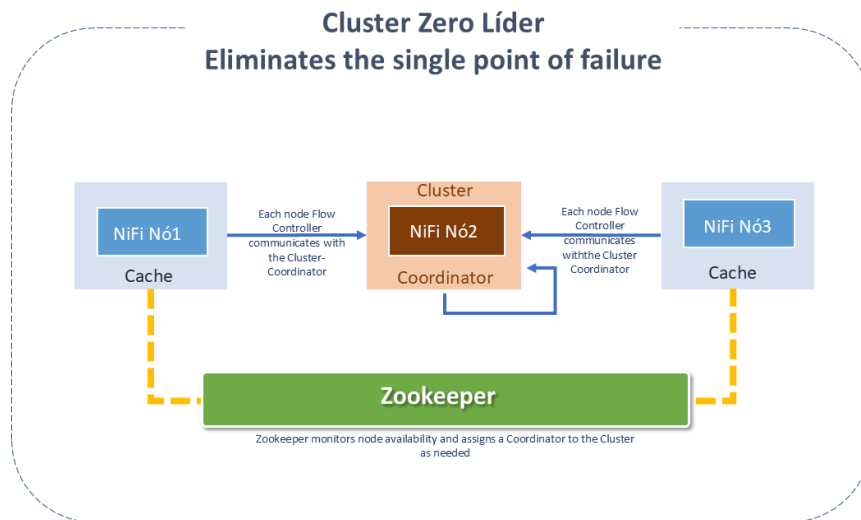 Cluster Zero Líder
Eliminates the single point of failure
NiFi Nó1
Cache
Each node Flow
Controller
communicates with
the Cluster-
Coordinator
Cluster
NiFi Nó2
Coordinator
Each node Flow
Controller
communicates
withthe Cluster
Coordinator
NiFi Nó3
Cache
Zookeeper
Zookeeper monitors node availability and assigns a Coordinator to the Cluster
as needed